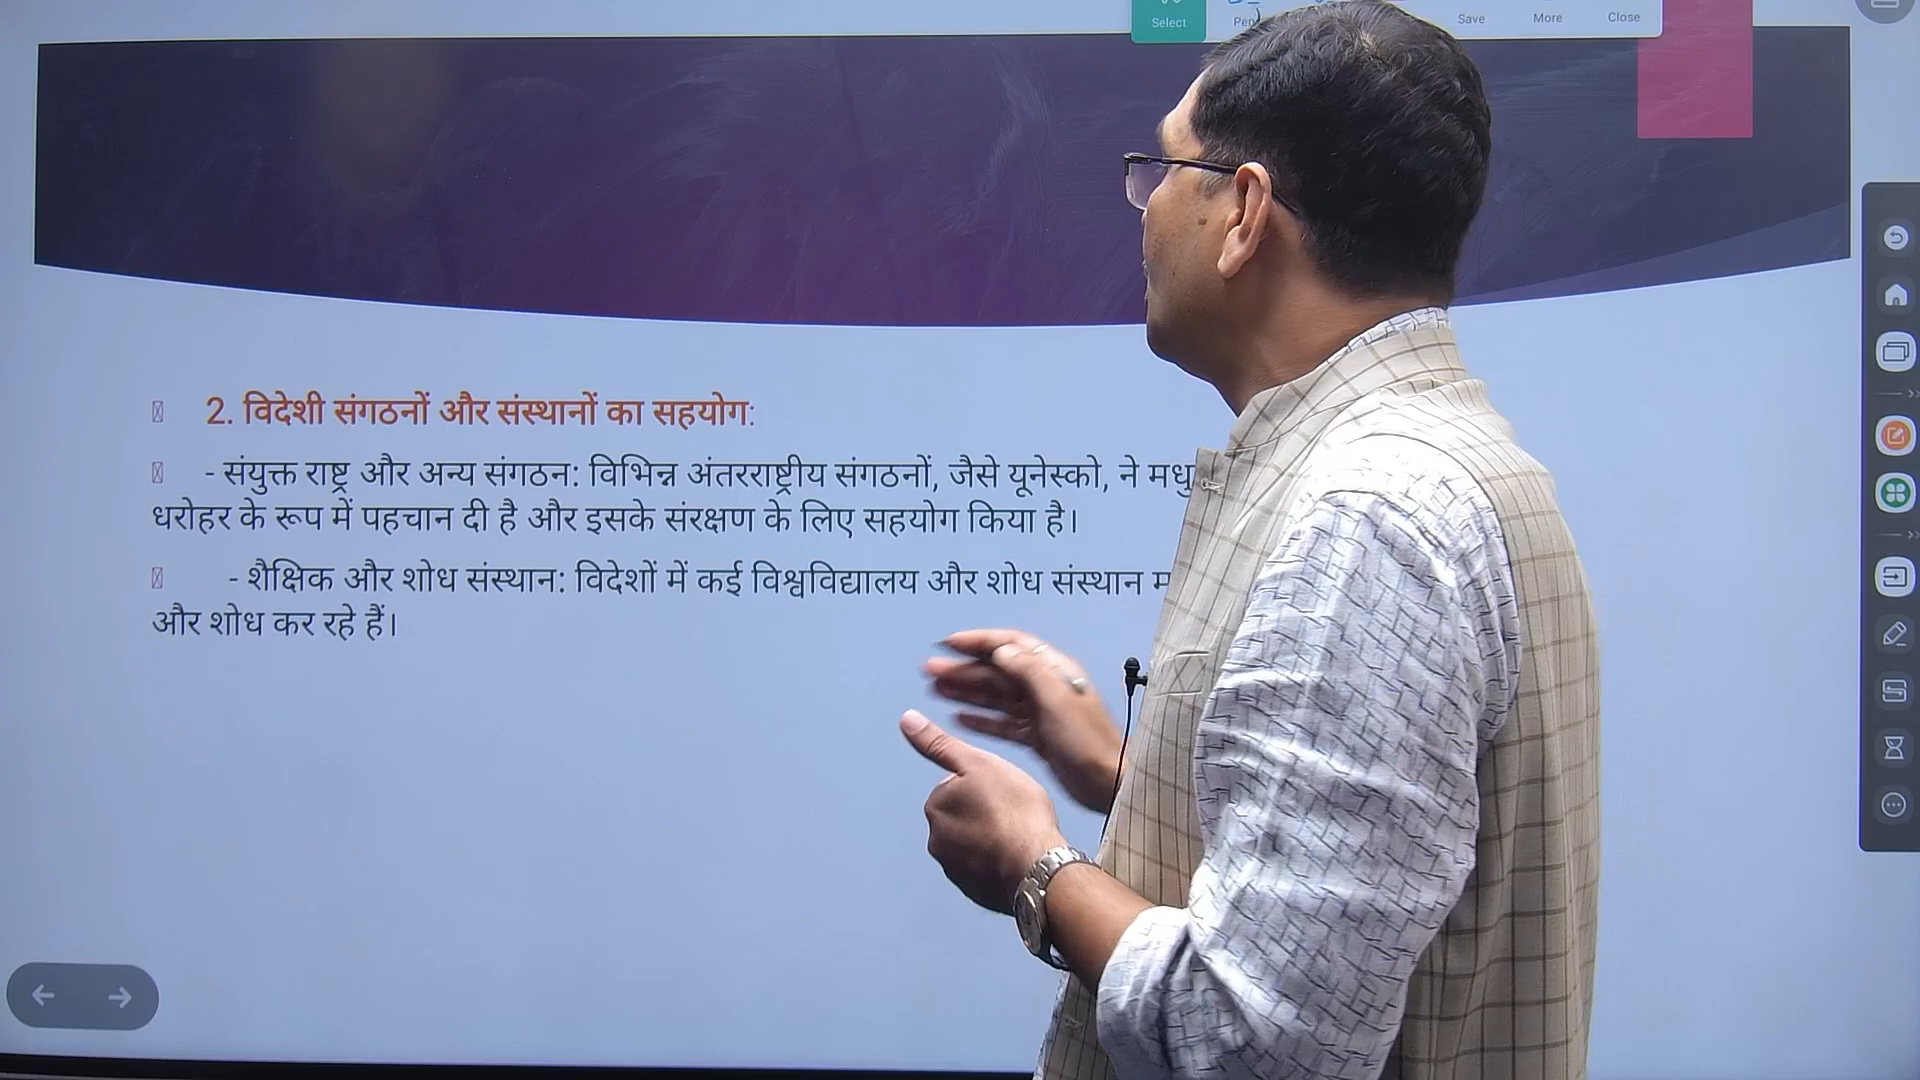 Select
Pen
Save
More
Close
2. विदेशी संगठनों और संस्थानों का सहयोग:
- संयुक्त राष्ट्र और अन्य संगठन: विभिन्न अंतरराष्ट्रीय संगठनों, जैसे यूनेस्को, ने
धरोहर के रूप में पहचान दी है और इसके संरक्षण के लिए सहयोग किया है।
- शैक्षिक और शोध संस्थान: विदेशों में कई विश्वविद्यालय और शोध संस्थान
और शोध कर रहे हैं।